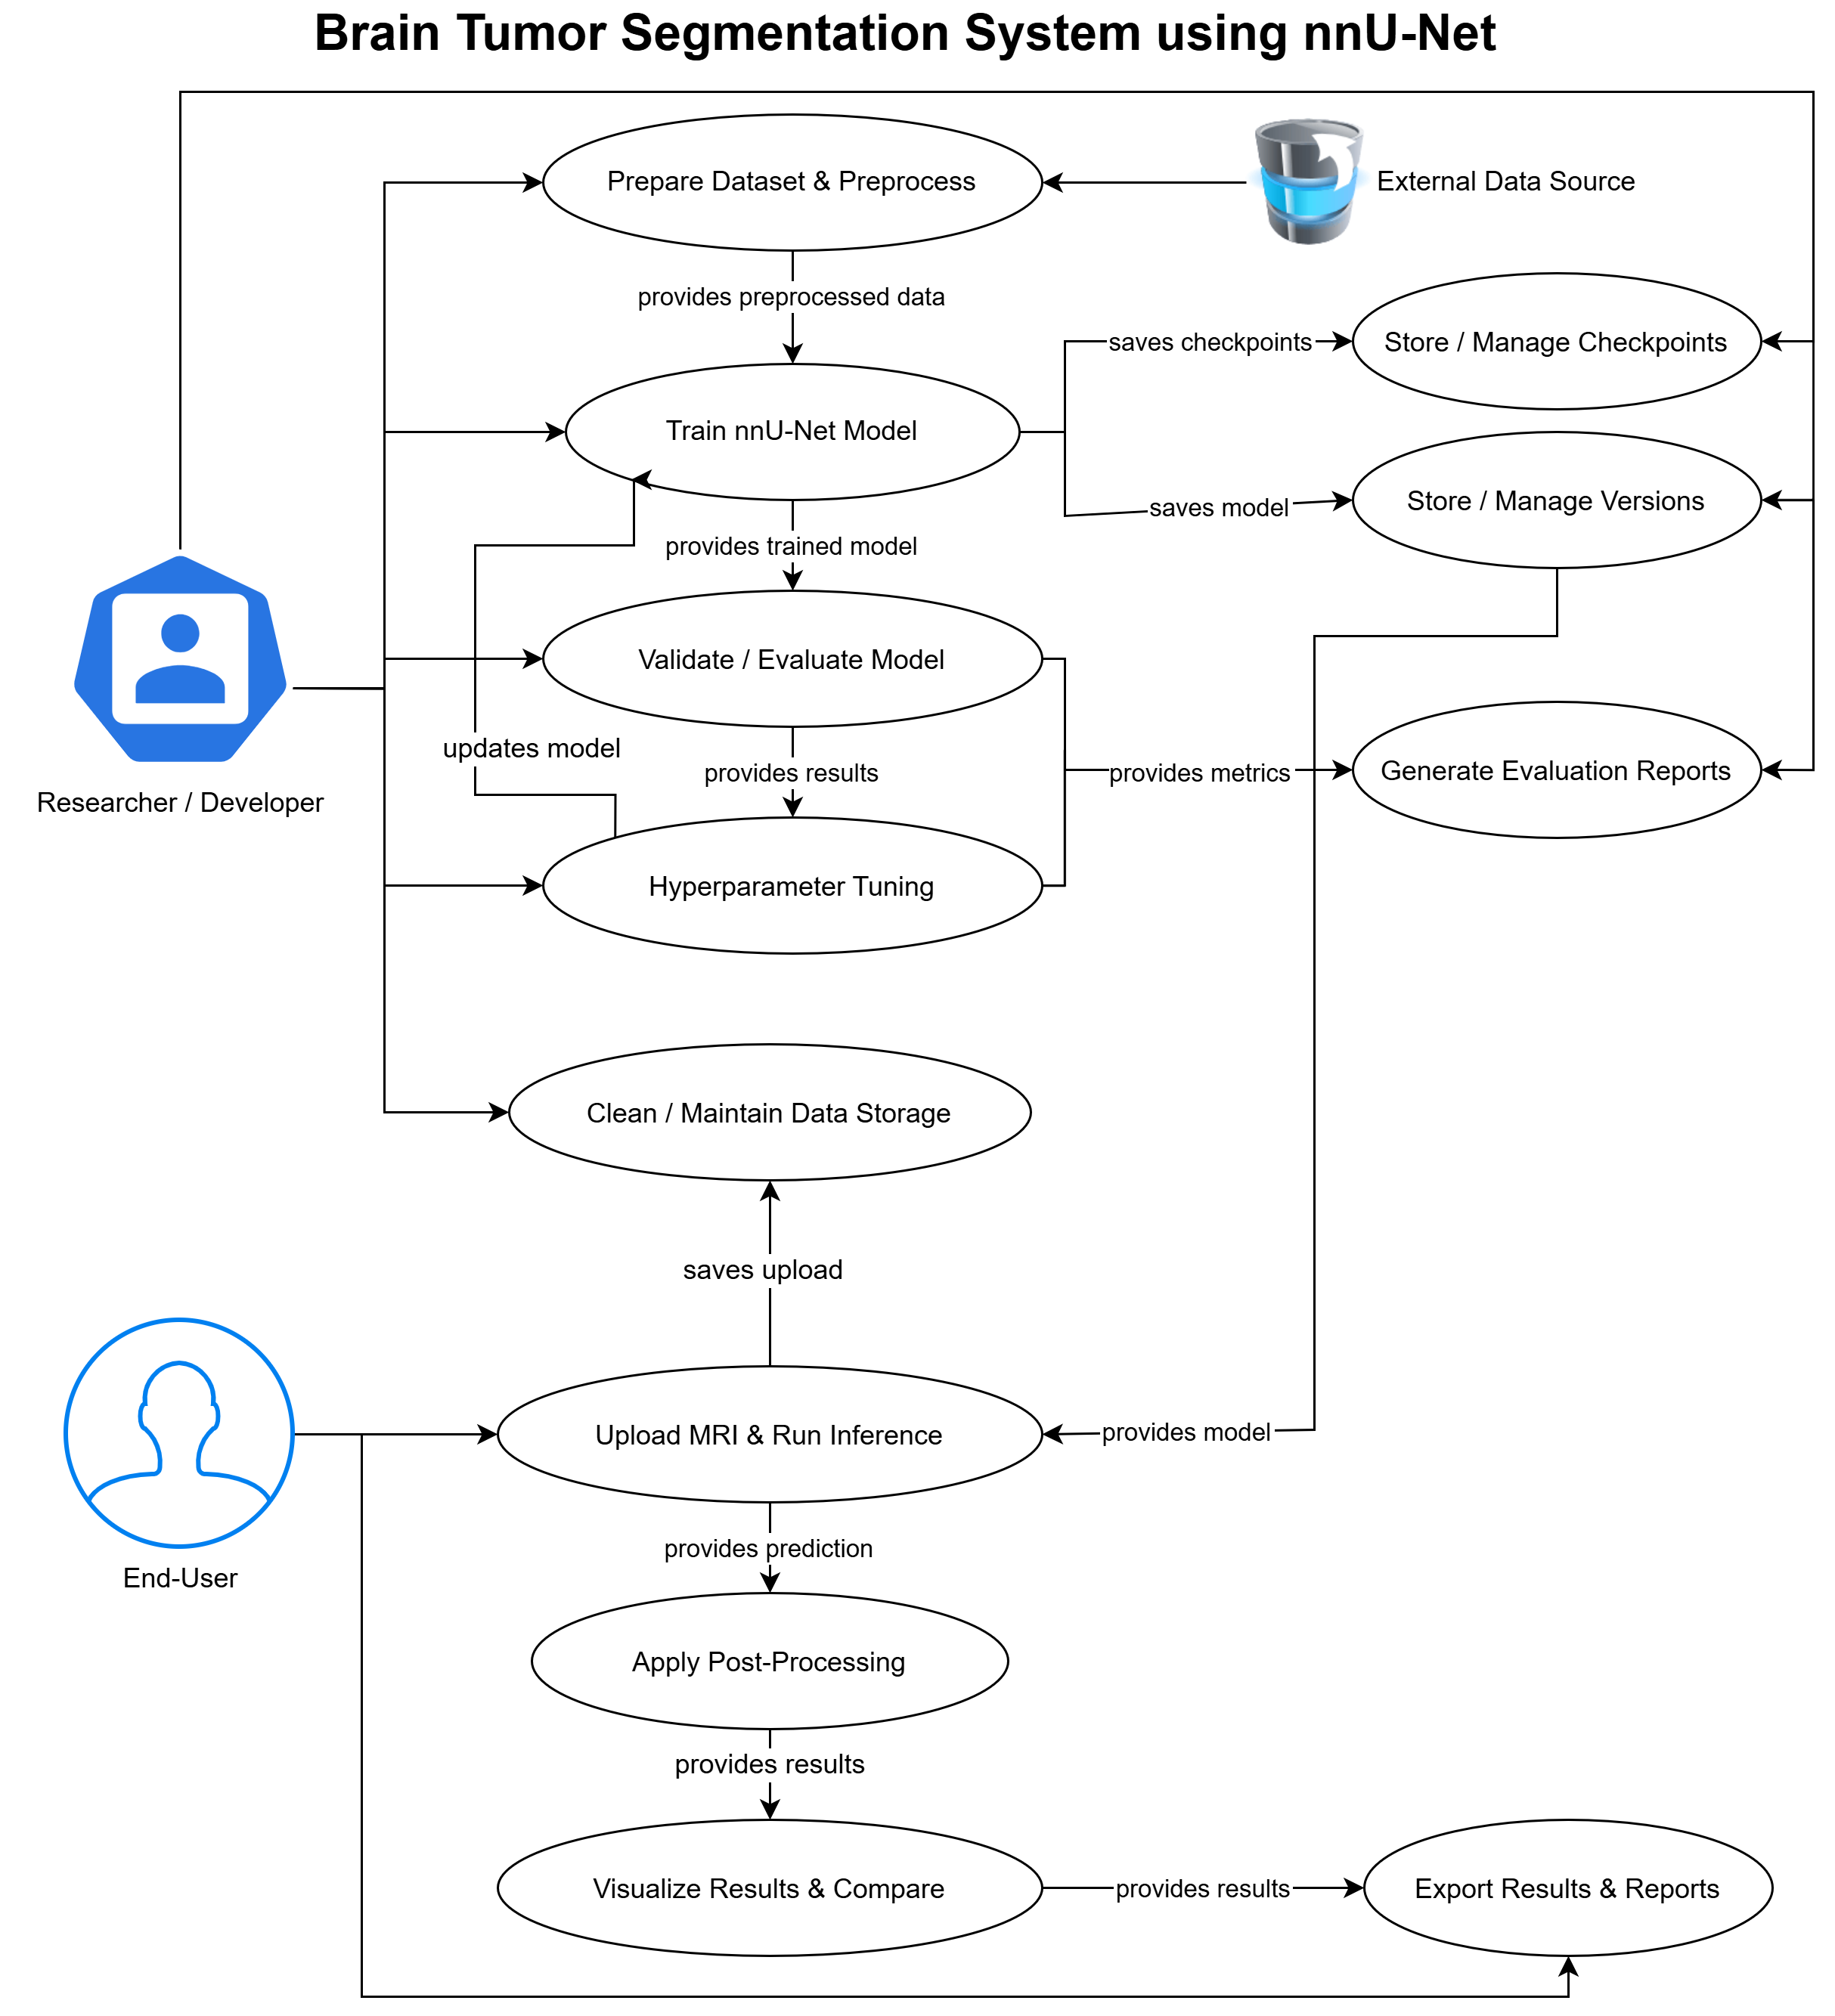 Brain Tumor Segmentation System using nnU-Net
Prepare Dataset & Preprocess
External Data Source
provides preprocessed data
saves checkpoints
Store / Manage Checkpoints
Train nnU-Net Model
saves model
Store / Manage Versions
provides trained model
Validate / Evaluate Model
updates model
provides results
provides metrics
Generate Evaluation Reports
Researcher / Developer
Hyperparameter Tuning
Clean / Maintain Data Storage
saves upload
Upload MRI & Run Inference
provides model
provides prediction
End-User
Apply Post-Processing
provides results
Visualize Results & Compare
provides results
Export Results & Reports